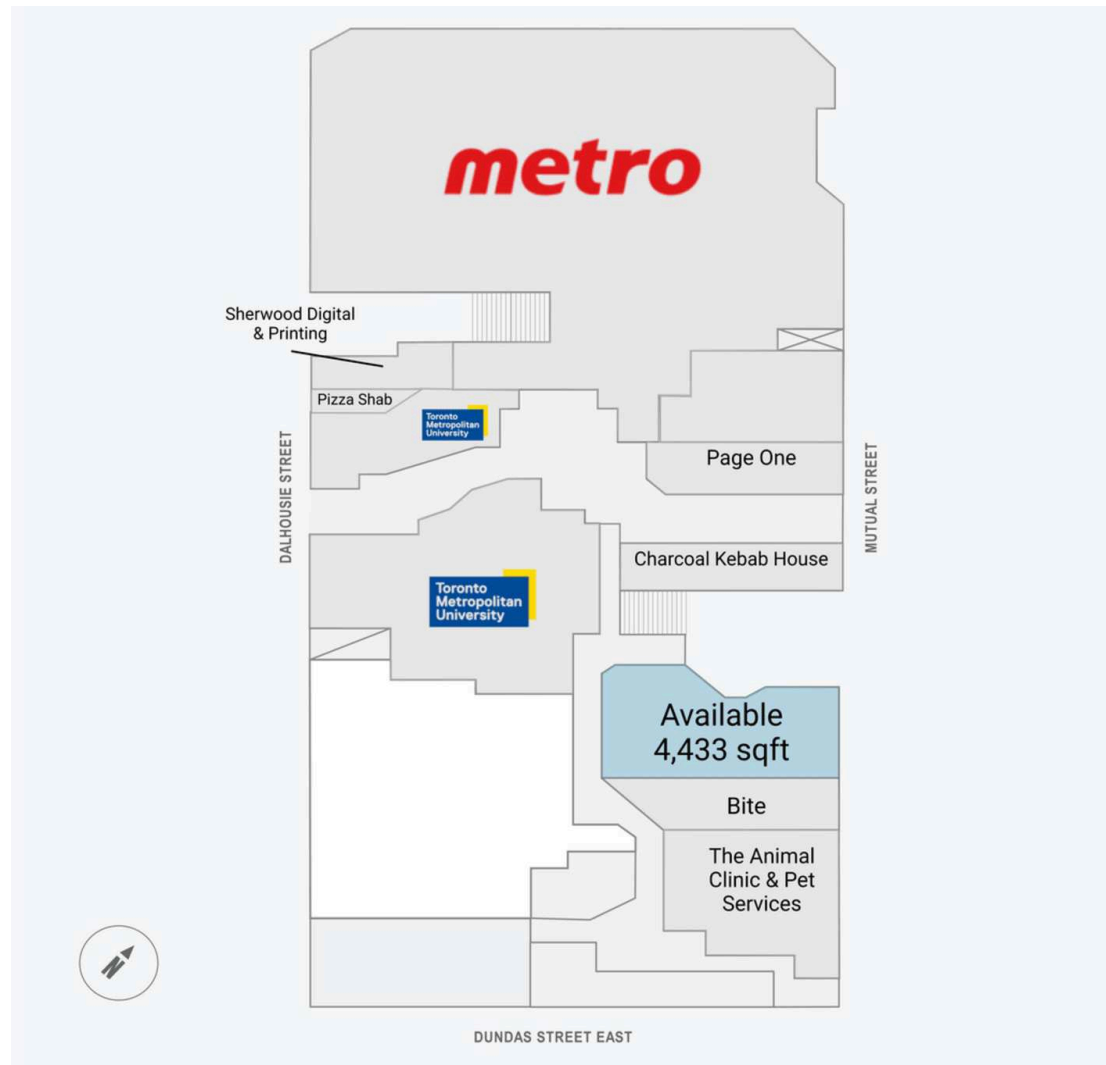 metro
Sherwood Digital
& Printing
Pizza Shab
Toronto
Metropolitan
University
DALHOUSIE STREET
Page One
MUTUAL STREET
Charcoal Kebab House
Toronto
Metropolitan
University
Available
4,433 sqft
Bite
The Animal
Clinic & Pet
Services
N
DUNDAS STREET EAST